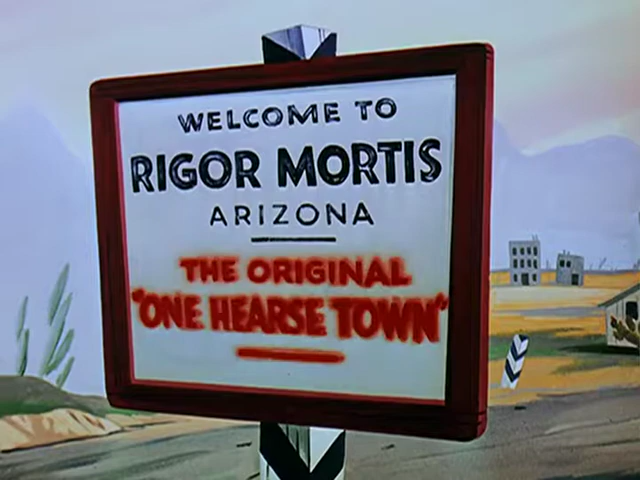 WELCOME TO
RIGOR MORTIS
ARIZONA
THE ORIGINAL
"ONE HEARSE TOWN"